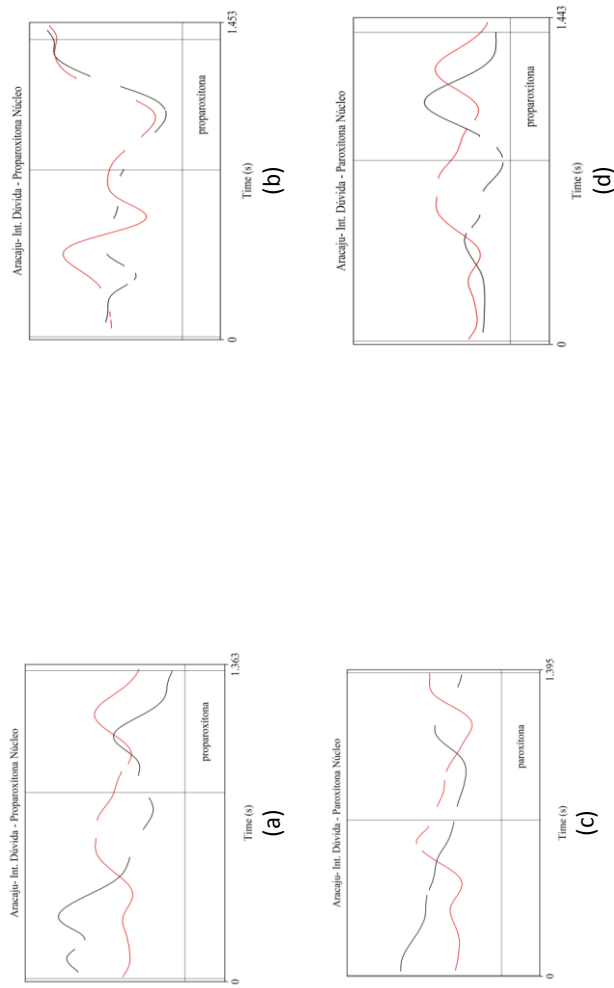 Aracaju- Int. Dúvida - Proparoxítona Núcleo
proparoxítona
0
Time (s)
1.363
(a)
Aracaju- Int. Dúvida - Proparoxítona Núcleo
proparoxítona
0
Time (s)
1.453
(b)
Aracaju- Int. Dúvida - Paroxítona Núcleo
paroxítona
0
Time (s)
1.395
(c)
Aracaju- Int. Dúvida - Paroxítona Núcleo
proparoxítona
0
Time (s)
1.443
(d)